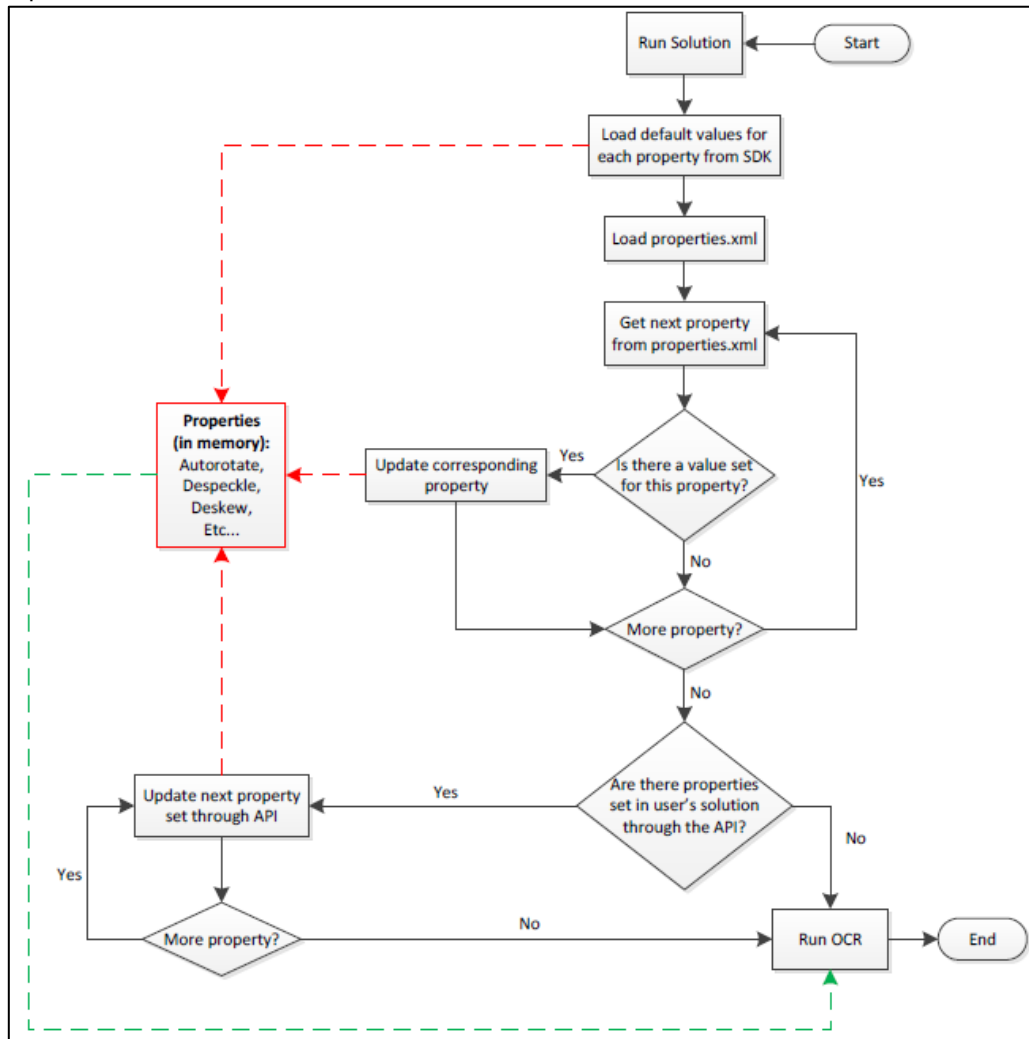 Run Solution
Start
Load default values for
each property from SDK
Load properties.xml
Get next property
from properties.xml
Properties
(in memory):
Autorotate,
Despeckle,
Deskew,
Etc...
Update corresponding
property
Yes
Is there a value set
for this property?
Yes
No
More property?
No
Update next property
set through API
Yes
Are there properties
set in user's solution
through the API?
No
Yes
More property?
No
Run OCR
End